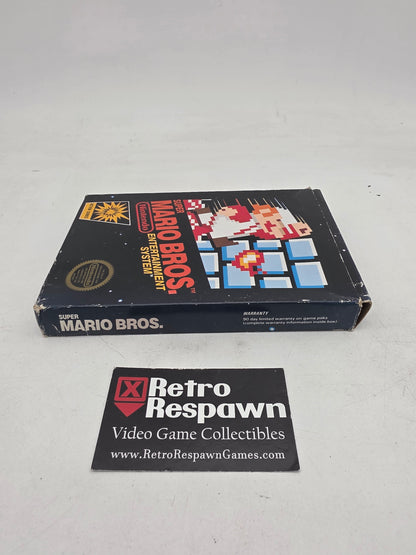 SUPER
MARIO BROS.™
Nintendo
ENTERTAINMENT
SYSTEM
SUPER
MARIO BROS.
WARRANTY
90 day limited warranty on game paks
(complete warranty information inside box)
Retro
Respawn
Video Game Collectibles
www.RetroRespawnGames.com